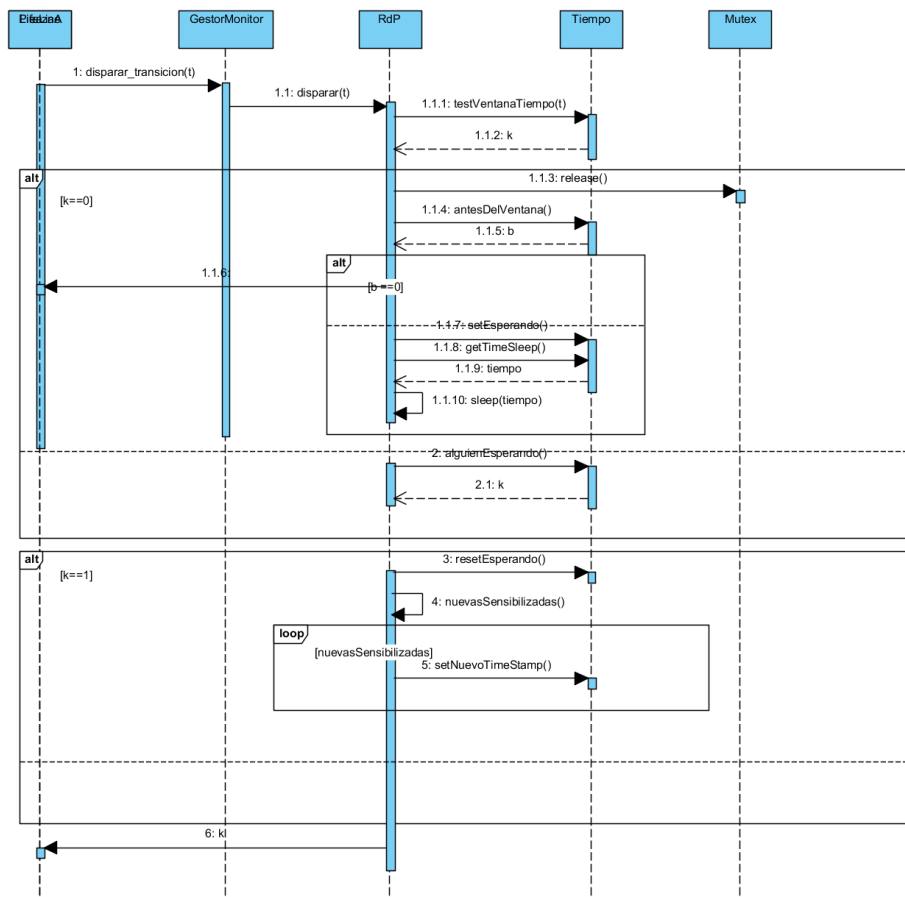 GestorMonitor
RdP
Tiempo
Mutex
1: disparar_transicion(t)
1.1: disparar(t)
1.1.1: testVentanaTiempo(t)
1.1.2: k
alt
[k==0]
1.1.3: release()
1.1.4: antesDelVentana()
1.1.5: b
alt
1.1.6:
[b ==0]
1.1.7: setEsperando()
1.1.8: getTimeSleep()
1.1.9: tiempo
1.1.10: sleep(tiempo)
2: alguienEsperando()
2.1: k
alt
[k==1]
3: resetEsperando()
4: nuevasSensibilizadas()
loop
[nuevasSensibilizadas]
5: setNuevoTimeStamp()